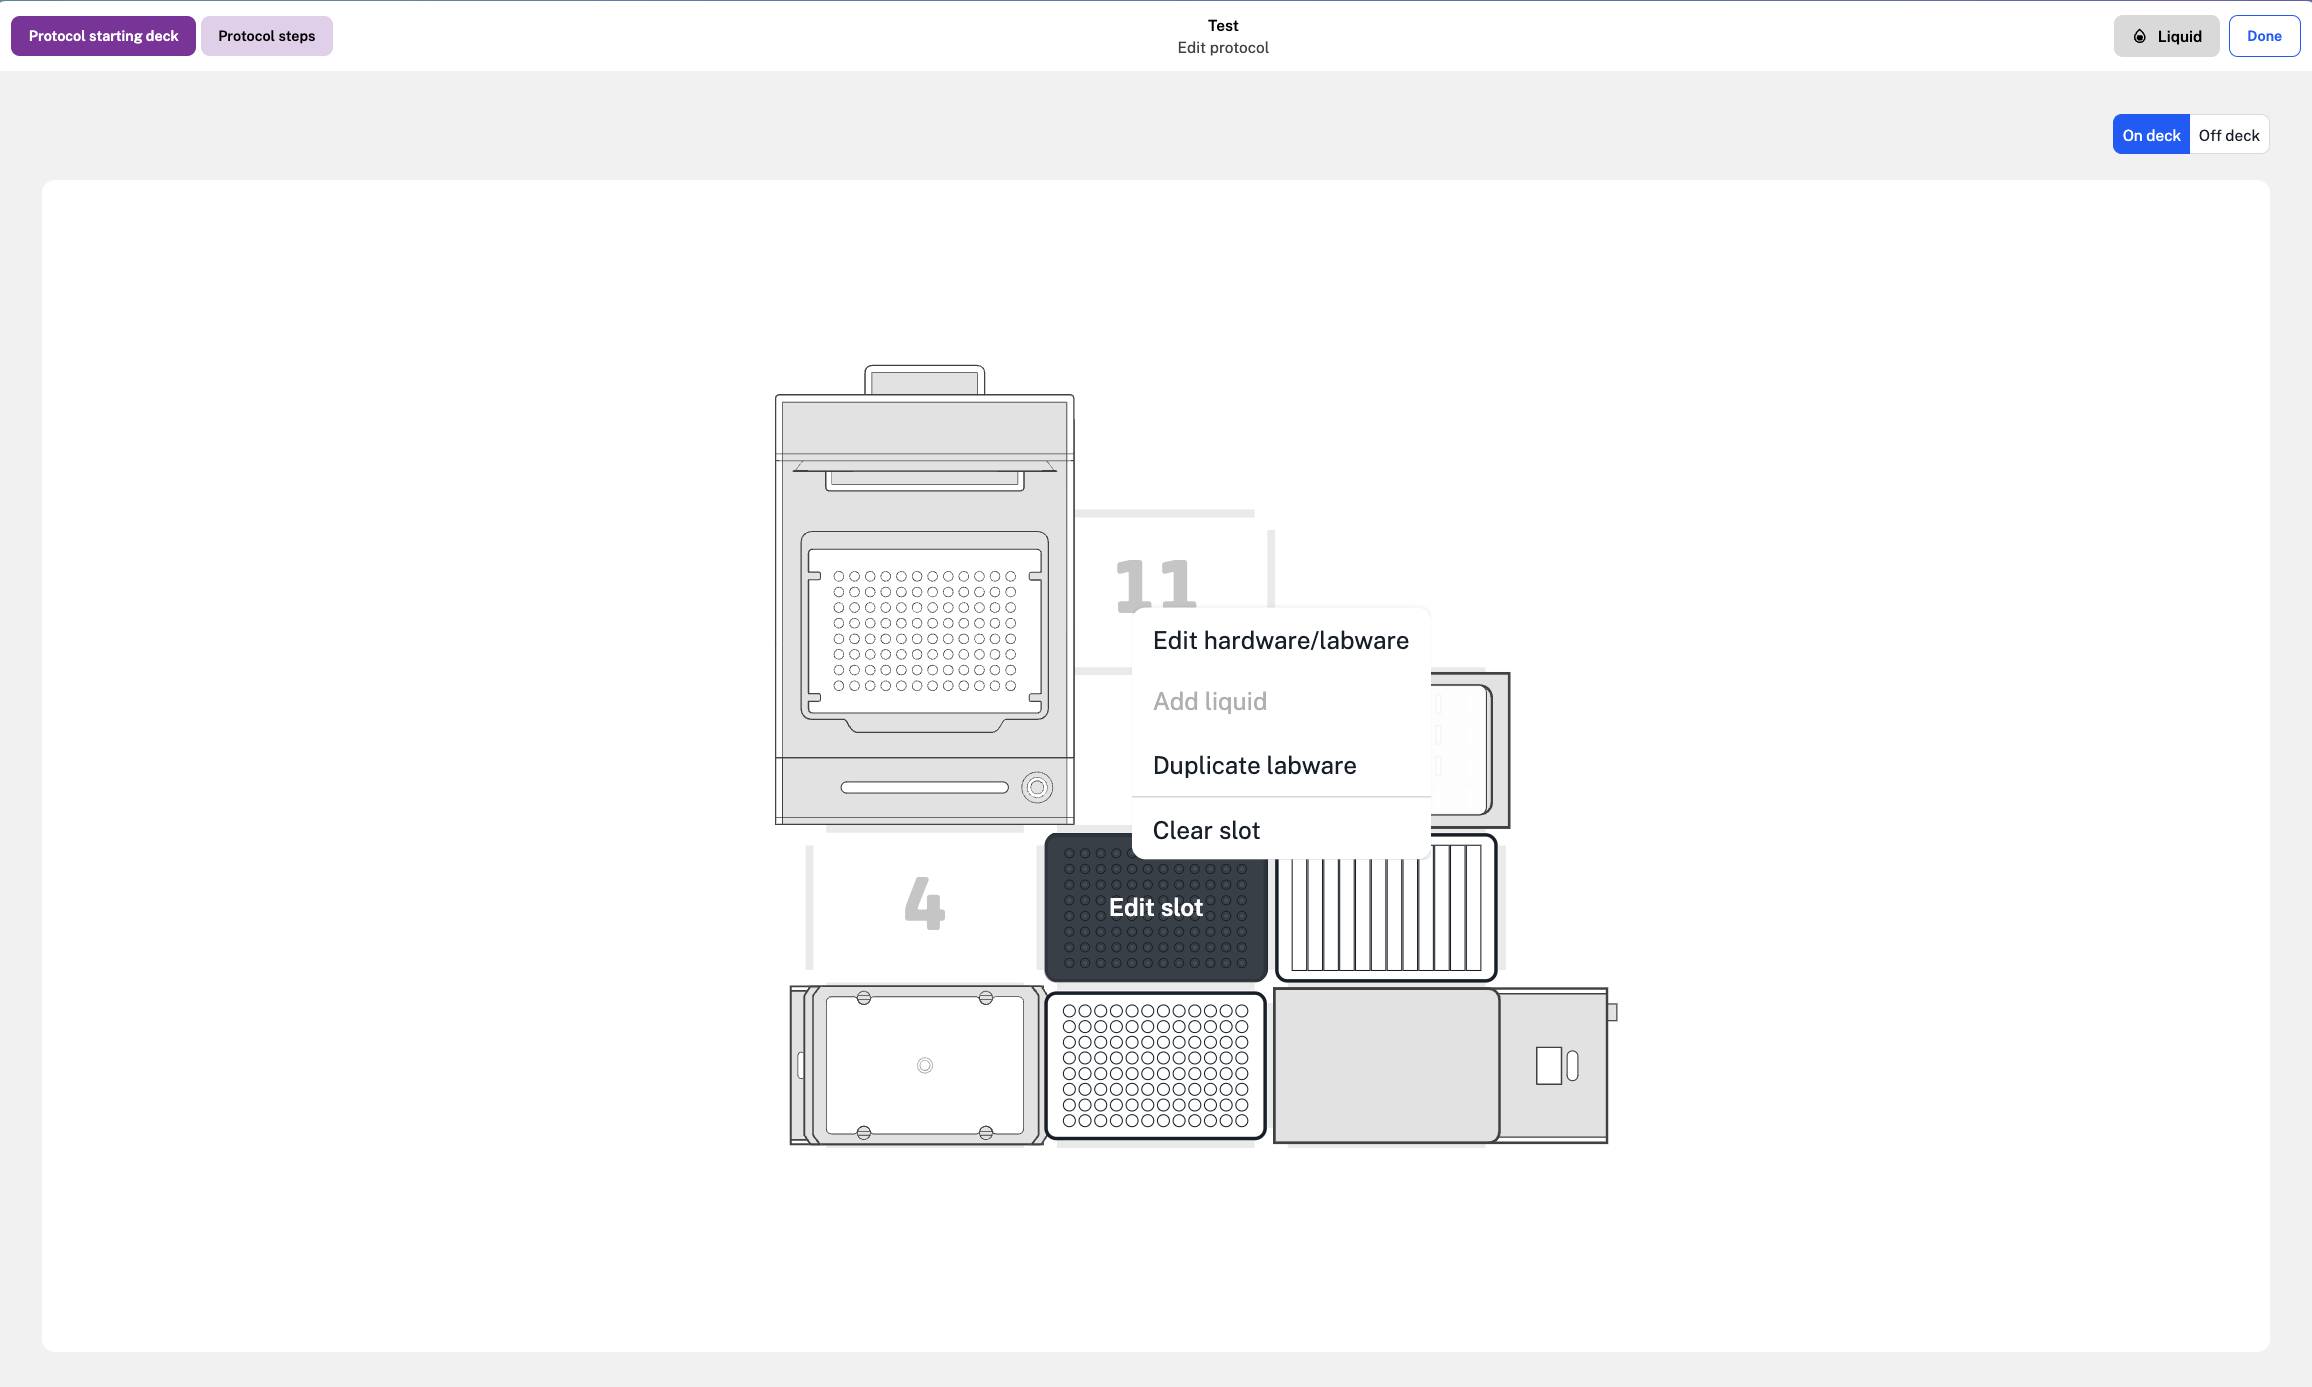 Protocol starting deck
Protocol steps
Test
Edit protocol
Liquid
Done
On deck
Off deck
11
Edit hardware/labware
Add liquid
Duplicate labware
Clear slot
4
Edit slot